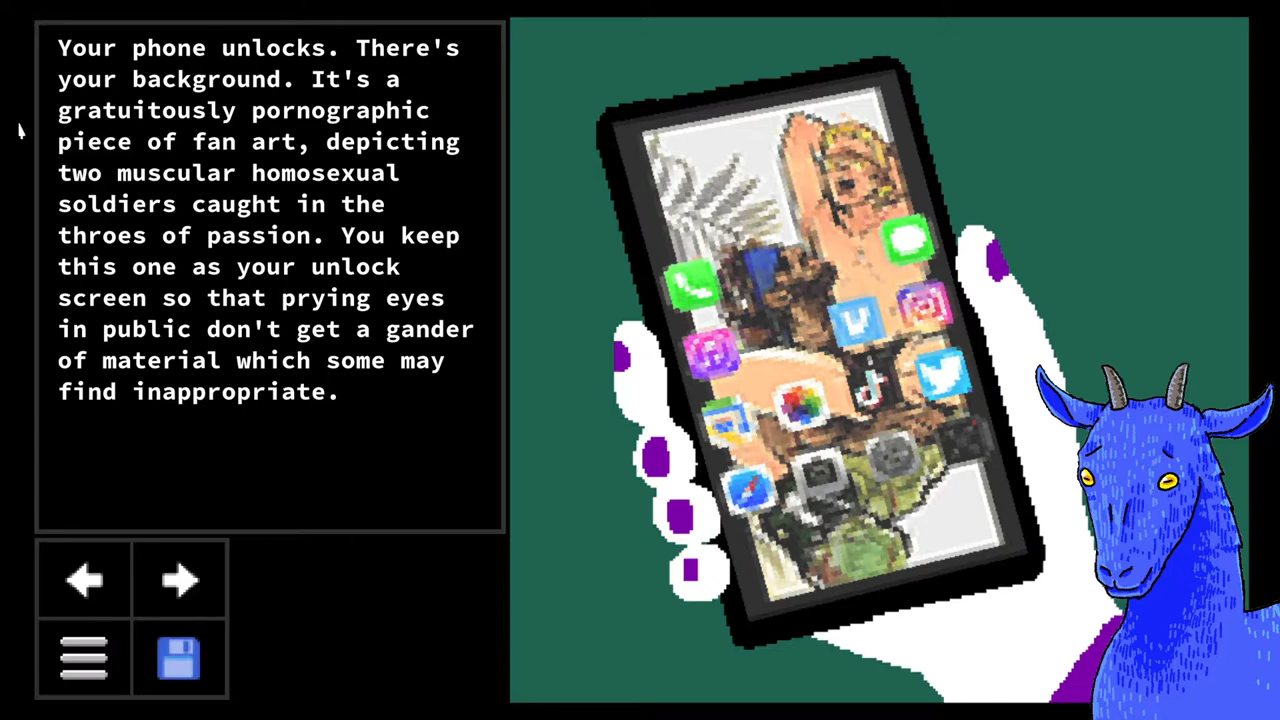 Your phone unlocks. There's
your background. It's a
gratuitously pornographic
piece of fan art, depicting
two muscular homosexual
soldiers caught in the
throes of passion. You keep
this one as your unlock
screen so that prying eyes
in public don't get a gander
of material which some may
find inappropriate.